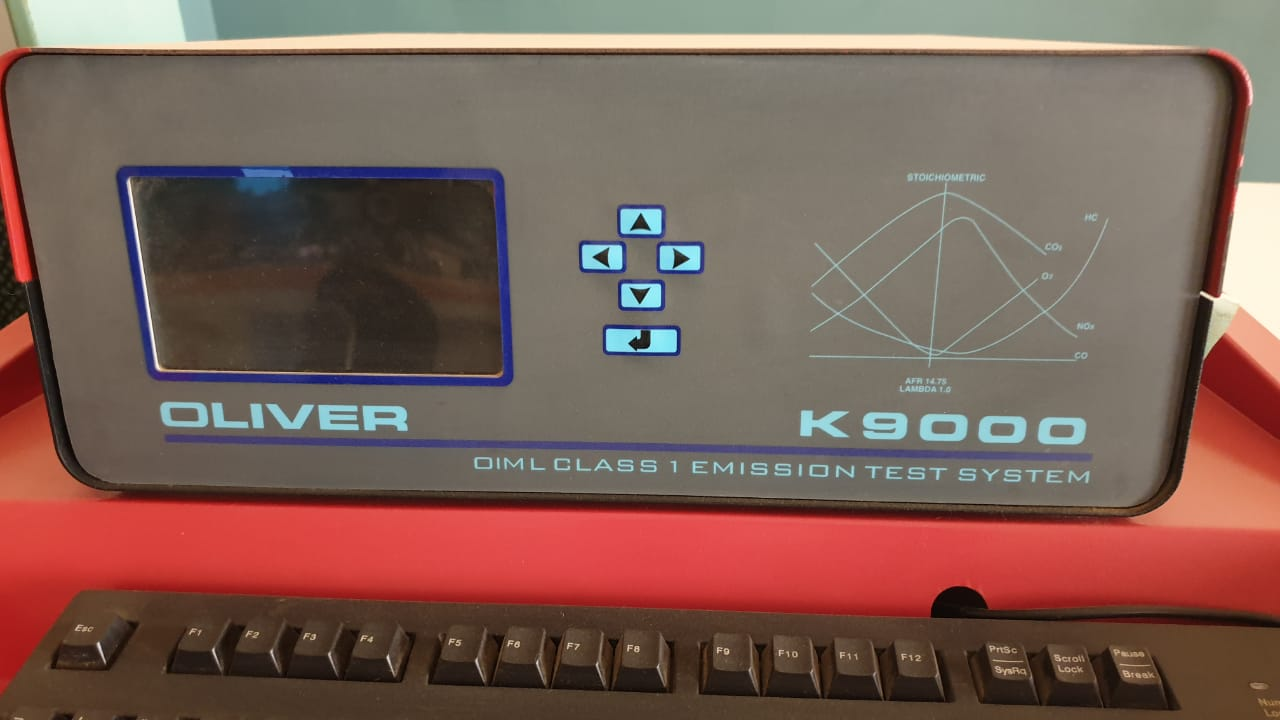 STOICHIOMETRIC
HC
CO₂
O₂
NOx
CO
AFR 14.75
LAMBDA 1.0
OLIVER
K9000
OIML CLASS 1 EMISSION TEST SYSTEM
Esc F1 F2 F3 F4 F5 F6 F7 F8 F9 F10 F11 F12
PrtSc
SysRq
Scroll
Lock
Pause
Break